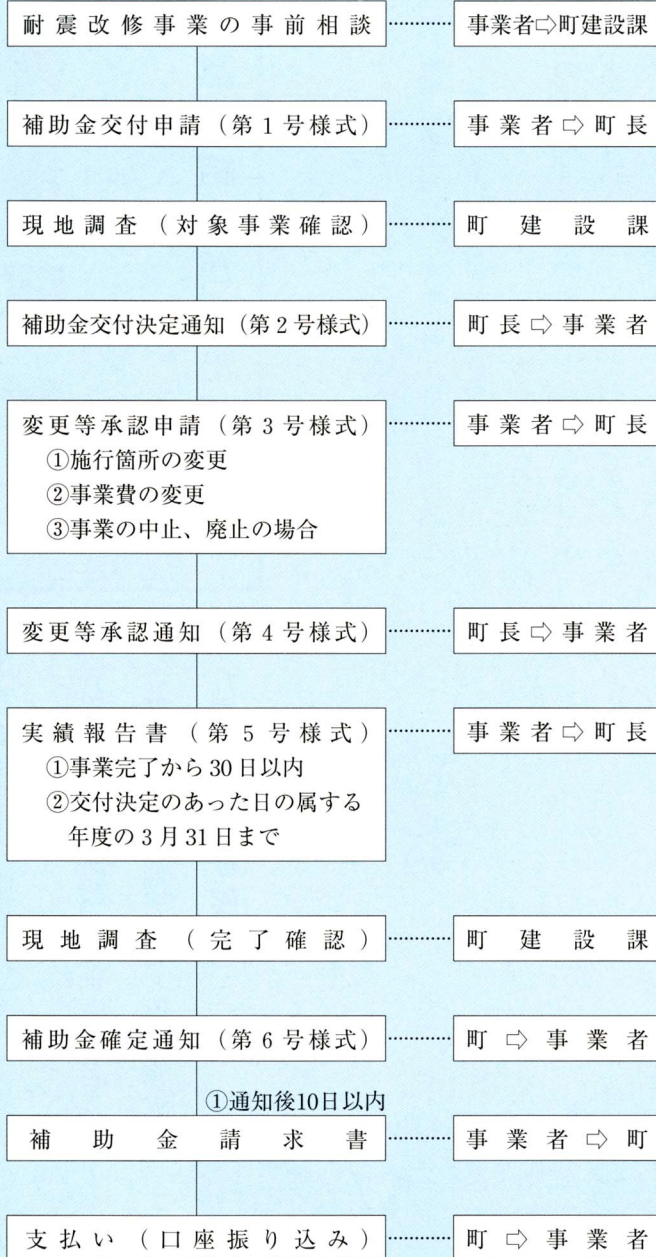 耐震改修事業の事前相談
事業者⇨町建設課
補助金交付申請（第1号様式）
事業者⇨町長
現地調査（対象事業確認）
町建設課
補助金交付決定通知（第2号様式）
町長⇨事業者
変更等承認申請（第3号様式）
①施行箇所の変更
②事業費の変更
③事業の中止、廃止の場合
事業者⇨町長
変更等承認通知（第4号様式）
町長⇨事業者
実績報告書（第5号様式）
①事業完了から30日以内
②交付決定のあった日の属する
年度の3月31日まで
事業者⇨町長
現地調査（完了確認）
町建設課
補助金確定通知（第6号様式）
町⇨事業者
①通知後10日以内
補助金請求書
事業者⇨町
支払い（口座振り込み）
町⇨事業者